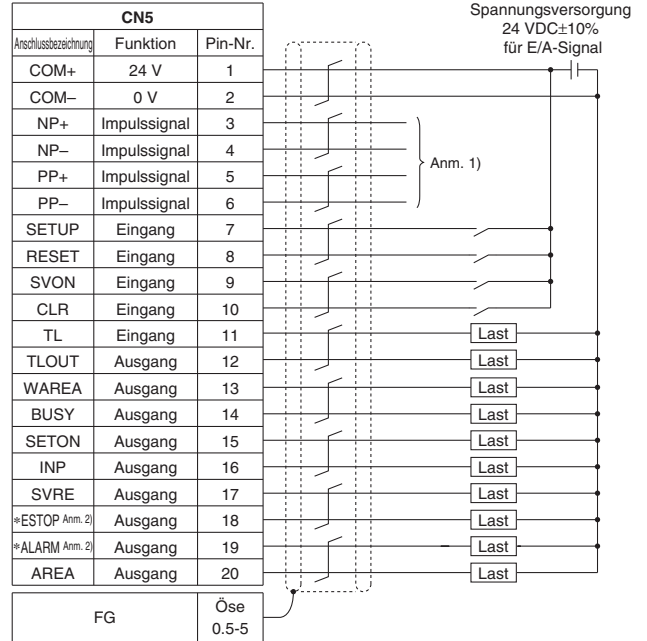 Spannungsversorgung
24 VDC±10%
für E/A-Signal
CN5
Anschlussbezeichnung Funktion Pin-Nr.
COM+ 24 V 1
COM– 0 V 2
NP+ Impulssignal 3
NP– Impulssignal 4
PP+ Impulssignal 5
PP– Impulssignal 6
Anm. 1)
SETUP Eingang 7
RESET Eingang 8
SVON Eingang 9
CLR Eingang 10
TL Eingang 11 Last
TLOUT Ausgang 12 Last
WAREA Ausgang 13 Last
BUSY Ausgang 14 Last
SETON Ausgang 15 Last
INP Ausgang 16 Last
SVRE Ausgang 17 Last
*ESTOP Anm. 2) Ausgang 18 Last
*ALARM Anm. 2) Ausgang 19 Last
AREA Ausgang 20 Last
FG Öse
0.5-5